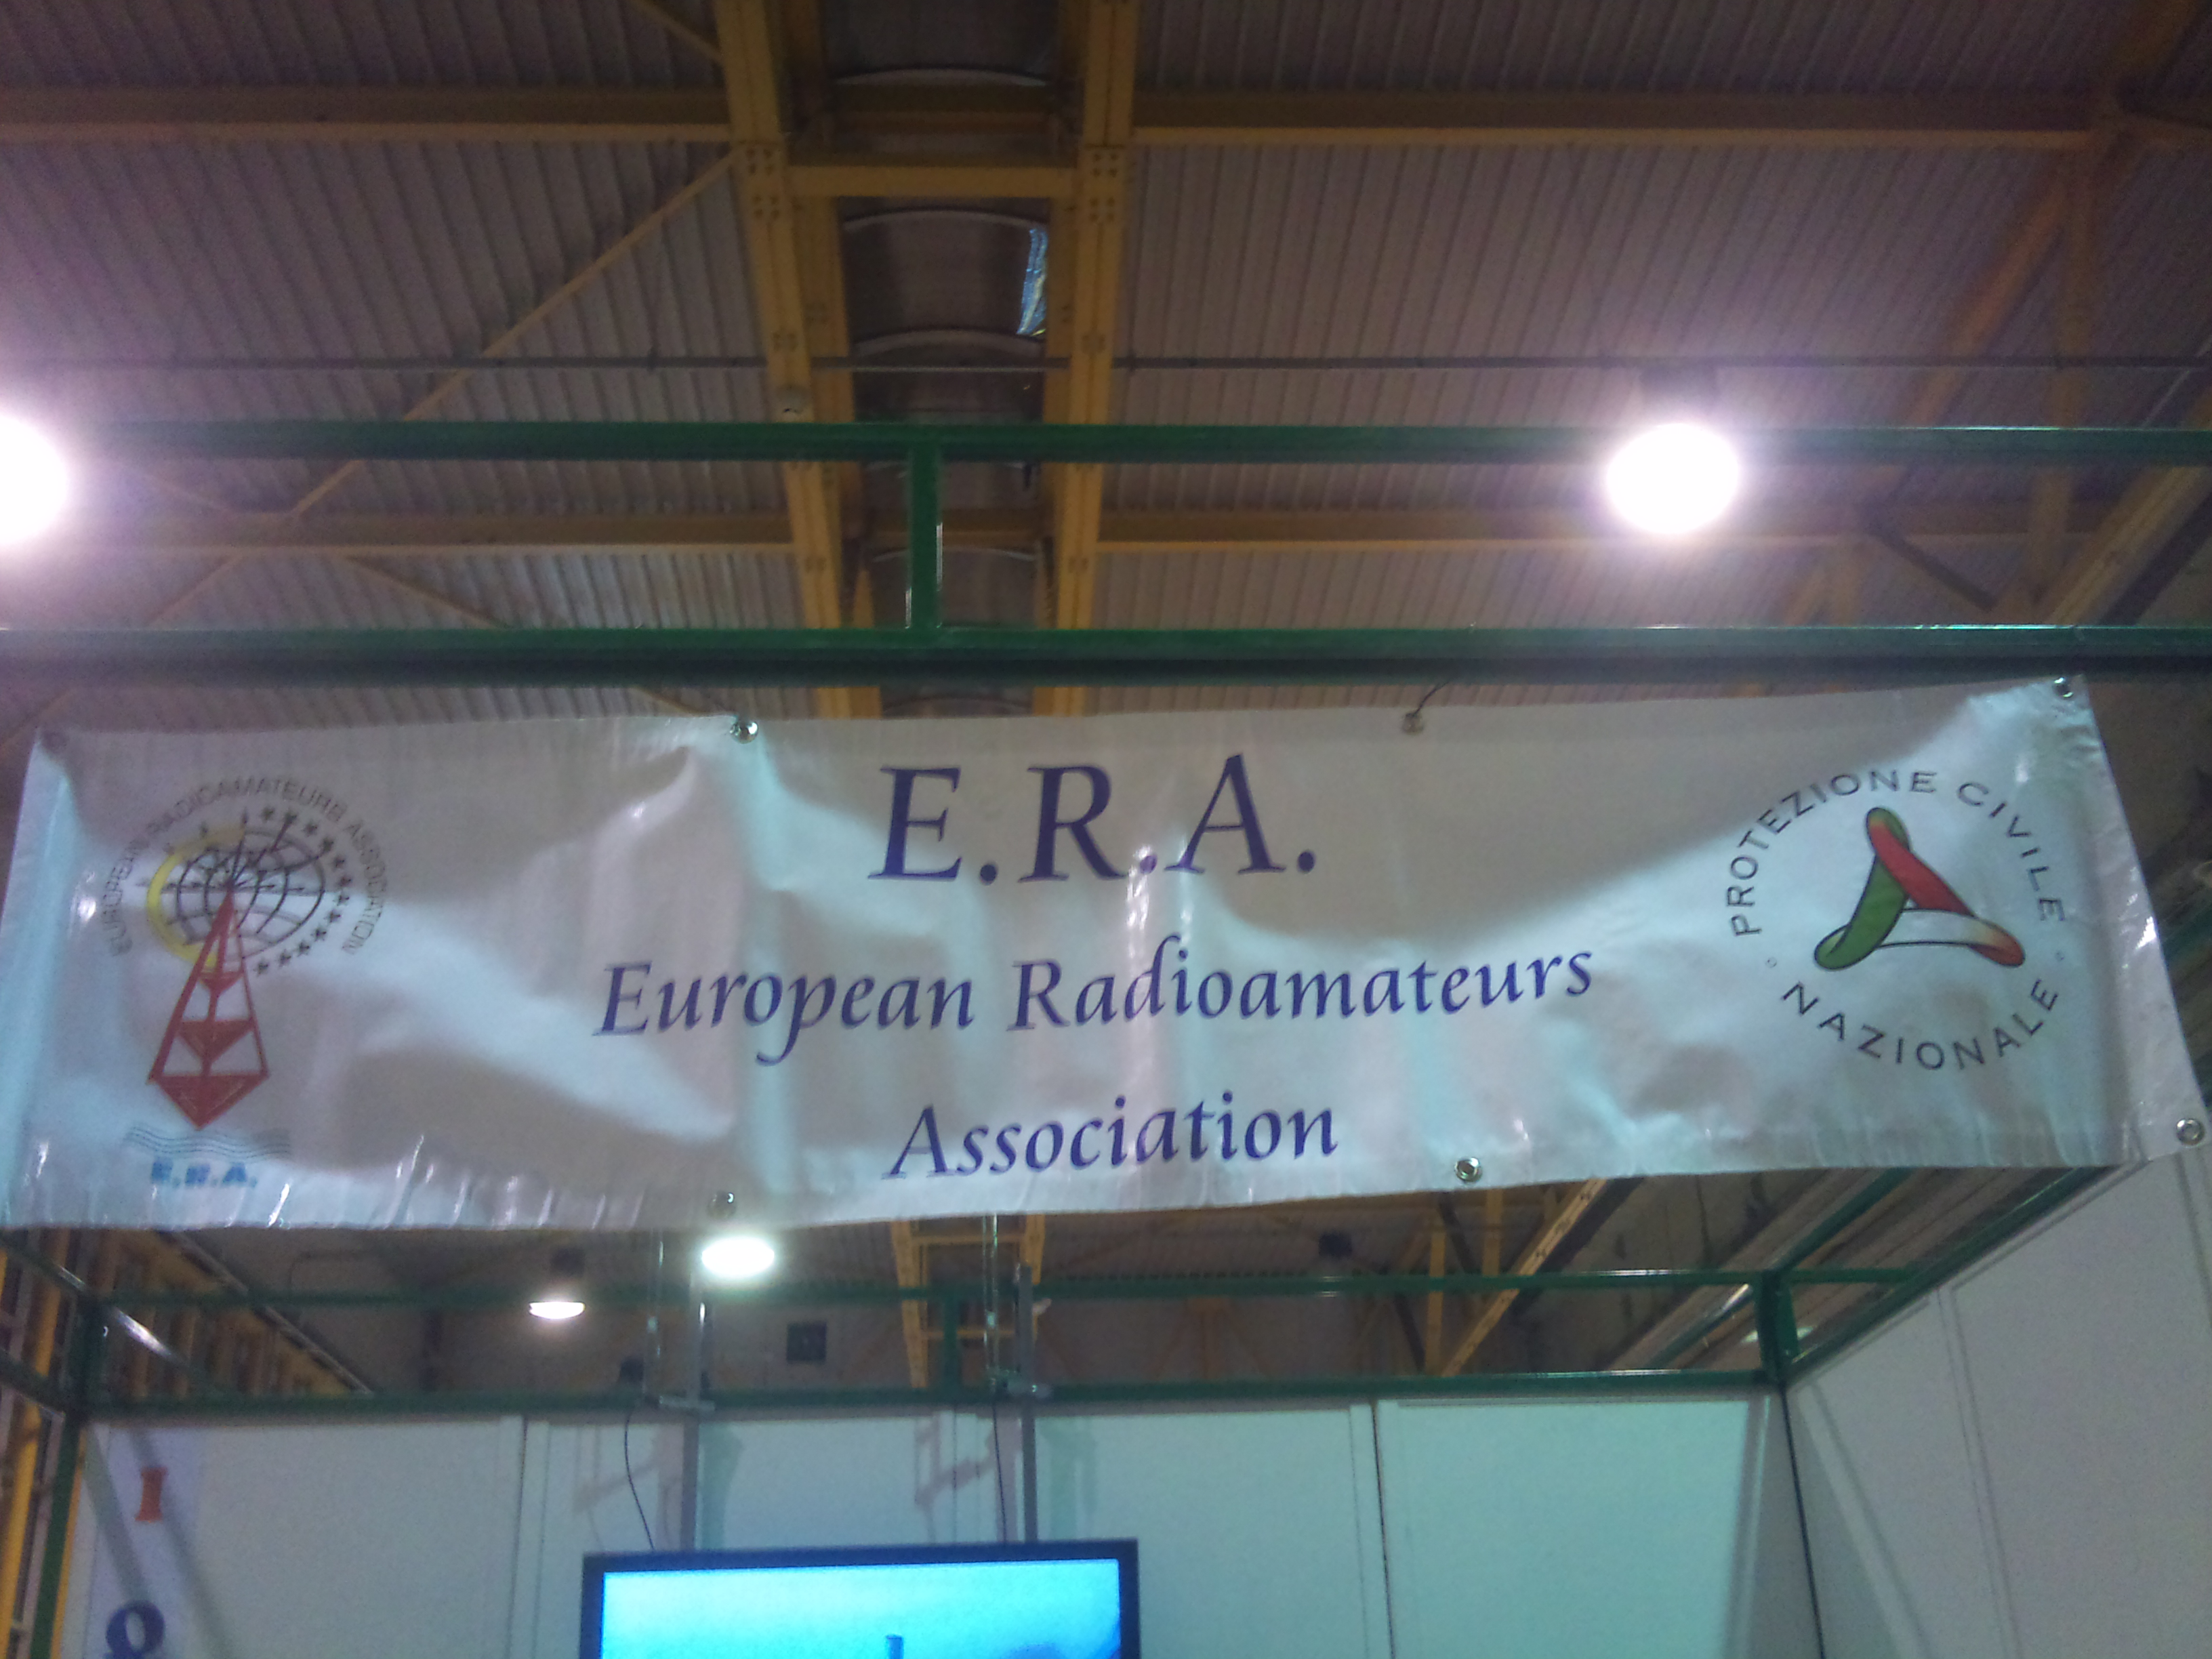 E.R.A.
European Radioamateurs
Association
EUROPEAN RADIOAMATEURS ASSOCIATION
E.R.A.
PROTEZIONE CIVILE
NAZIONALE
I